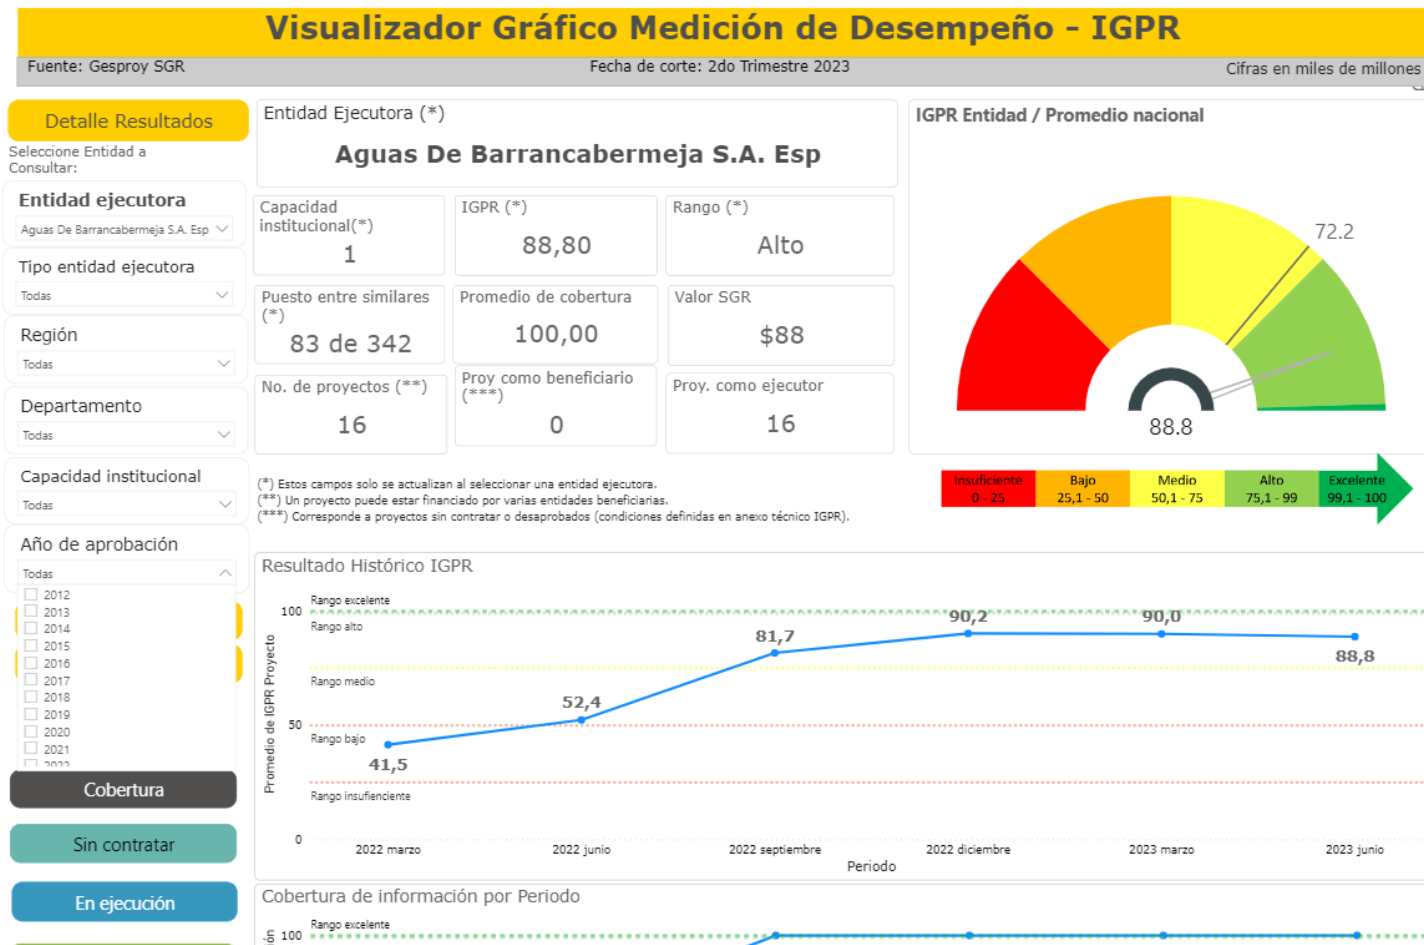 Visualizador Gráfico Medición de Desempeño - IGPR
Fuente: Gesproy SGR
Fecha de corte: 2do Trimestre 2023
Cifras en miles de millones
Detalle Resultados
Seleccione Entidad a
Consultar:
Entidad ejecutora
Aguas De Barrancabermeja S.A. Esp
Tipo entidad ejecutora
Todas
Región
Todas
Departamento
Todas
Capacidad institucional
Todas
Año de aprobación
Todas
2012
2013
2014
2015
2016
2017
2018
2019
2020
2021
2022
Cobertura
Sin contratar
En ejecución
Entidad Ejecutora (*)
Aguas De Barrancabermeja S.A. Esp
Capacidad
institucional(*)
1
IGPR (*)
88,80
Rango (*)
Alto
Puesto entre similares
(*)
83 de 342
Promedio de cobertura
100,00
Valor SGR
$88
No. de proyectos (**)
16
Proy como beneficiario
(***)
0
Proy. como ejecutor
16
(*) Estos campos solo se actualizan al seleccionar una entidad ejecutora.
(**) Un proyecto puede estar financiado por varias entidades beneficiarias.
(***) Corresponde a proyectos sin contratar o desaprobados (condiciones definidas en anexo técnico IGPR).
IGPR Entidad / Promedio nacional
72.2
88.8
Insuficiente
0 - 25
Bajo
25,1 - 50
Medio
50,1 - 75
Alto
75,1 - 99
Excelente
99,1 - 100
Resultado Histórico IGPR
Promedio de IGPR Proyecto
100
50
0
Rango excelente
Rango alto
Rango medio
Rango bajo
Rango insufienciente
41,5
52,4
81,7
90,2
90,0
88,8
2022 marzo
2022 junio
2022 septiembre
2022 diciembre
2023 marzo
2023 junio
Periodo
Cobertura de información por Periodo
Rango excelente
100